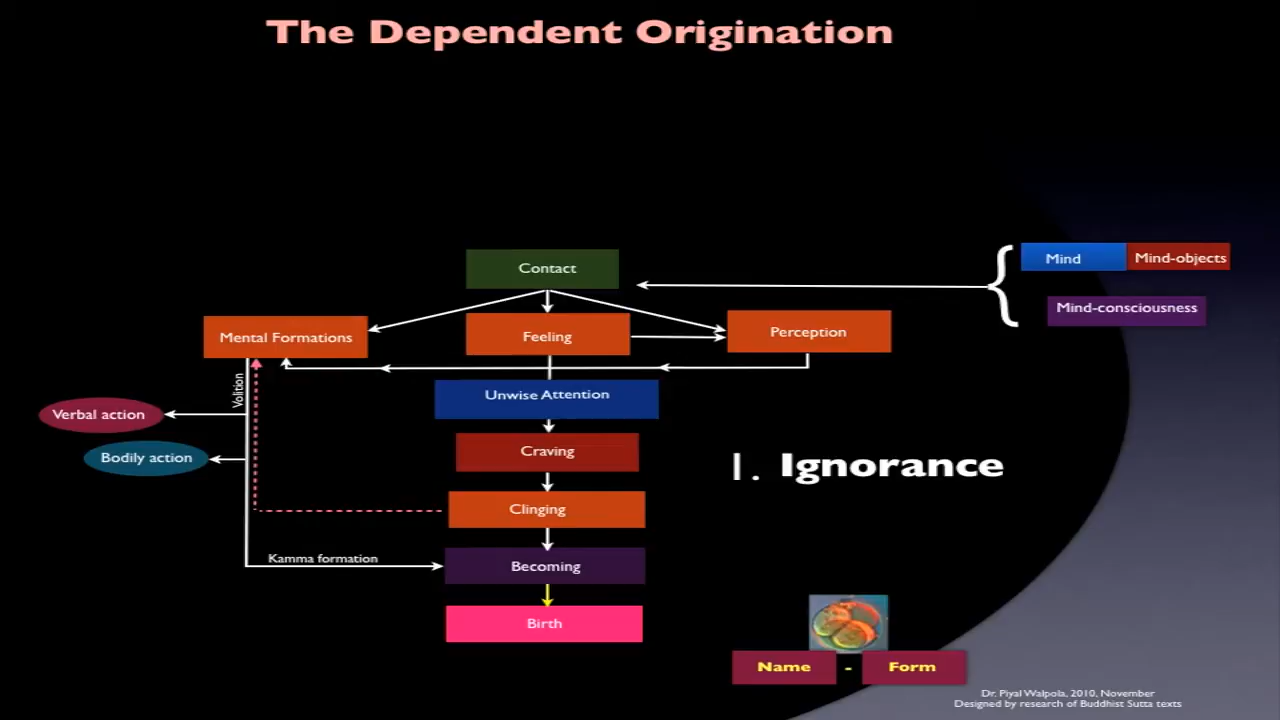 The Dependent Origination
Contact
Mind
Mind-objects
Mind-consciousness
Mental Formations
Feeling
Perception
Volition
Unwise Attention
Verbal action
Bodily action
Craving
1. Ignorance
Clinging
Kamma formation
Becoming
Birth
Name - Form
Dr. Piyal Walpola, 2010, November
Designed by research of Buddhist Sutta texts